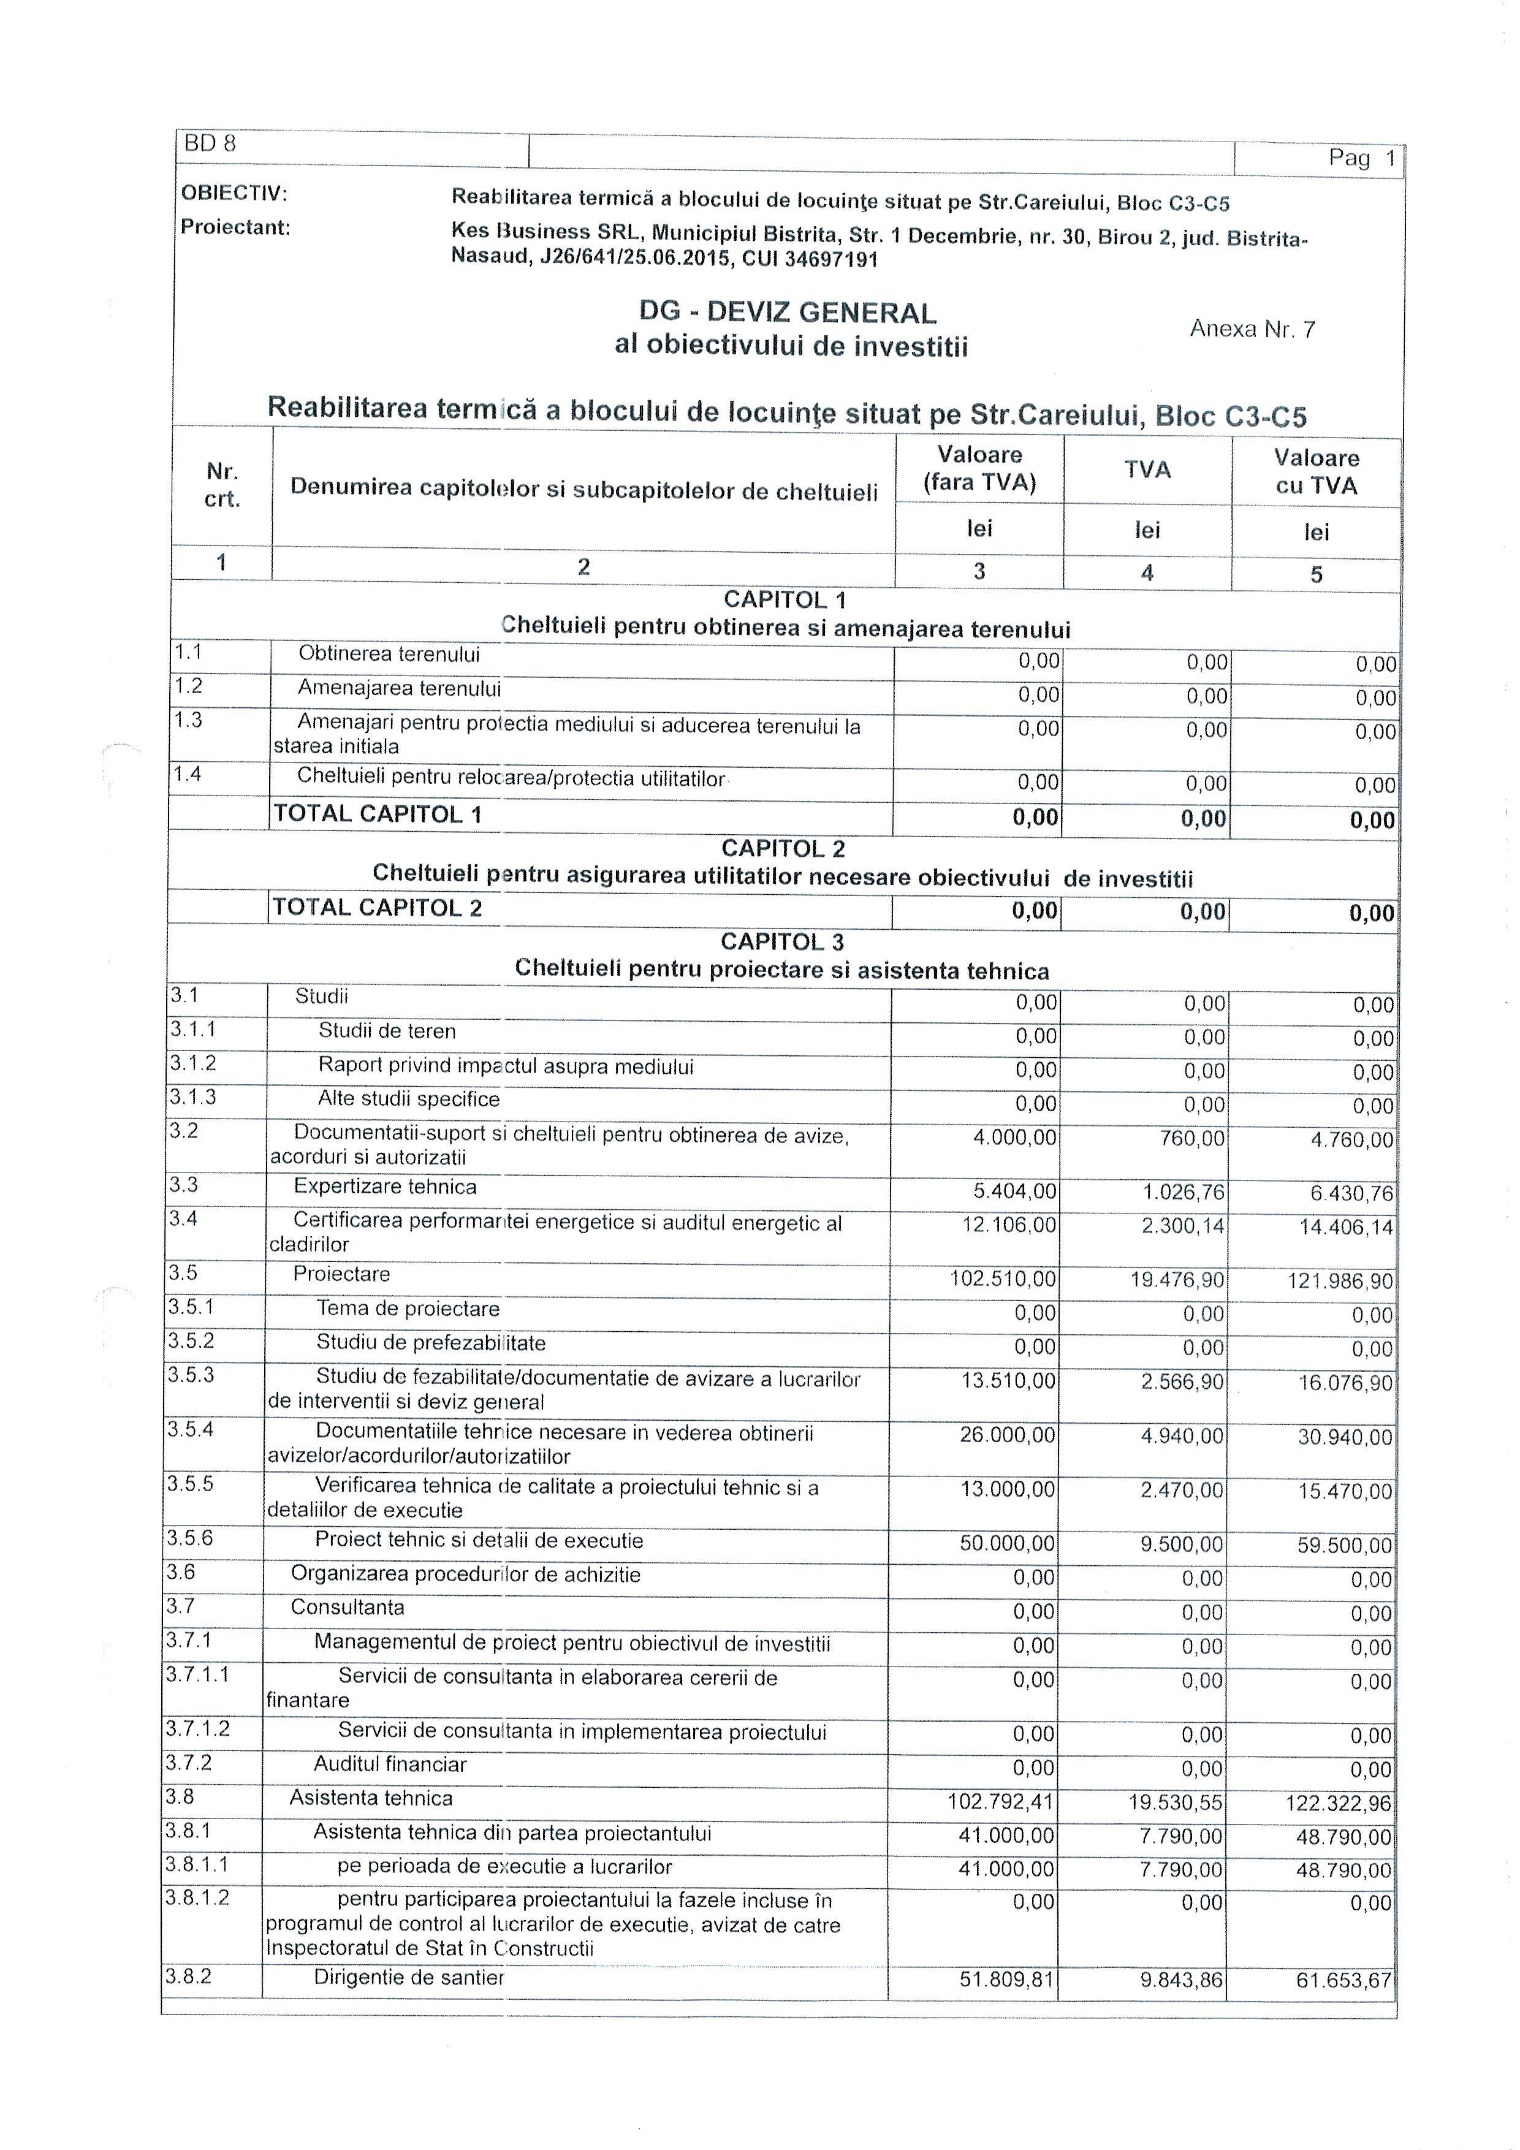 BD 8
Pag 1
OBIECTIV: Reabilitarea termică a blocului de locuinţe situat pe Str.Careiului, Bloc C3-C5
Proiectant: Kes Business SRL, Municipiul Bistrita, Str. 1 Decembrie, nr. 30, Birou 2, jud. Bistrita-
Nasaud, J26/641/25.06.2015, CUI 34697191
DG - DEVIZ GENERAL
al obiectivului de investitii
Anexa Nr. 7
Reabilitarea termică a blocului de locuinţe situat pe Str.Careiului, Bloc C3-C5
Nr. crt. Denumirea capitolelor si subcapitolelor de cheltuieli Valoare (fara TVA) TVA Valoare cu TVA
lei lei lei
1 2 3 4 5
CAPITOL 1
Cheltuieli pentru obtinerea si amenajarea terenului
1.1 Obtinerea terenului 0,00 0,00 0,00
1.2 Amenajarea terenului 0,00 0,00 0,00
1.3 Amenajari pentru protectia mediului si aducerea terenului la 0,00 0,00 0,00
starea initiala
1.4 Cheltuieli pentru relocarea/protectia utilitatilor 0,00 0,00 0,00
TOTAL CAPITOL 1 0,00 0,00 0,00
CAPITOL 2
Cheltuieli pentru asigurarea utilitatilor necesare obiectivului de investitii
TOTAL CAPITOL 2 0,00 0,00 0,00
CAPITOL 3
Cheltuieli pentru proiectare si asistenta tehnica
3.1 Studii 0,00 0,00 0,00
3.1.1 Studii de teren 0,00 0,00 0,00
3.1.2 Raport privind impactul asupra mediului 0,00 0,00 0,00
3.1.3 Alte studii specifice 0,00 0,00 0,00
3.2 Documentatii-suport si cheltuieli pentru obtinerea de avize, 4.000,00 760,00 4.760,00
acorduri si autorizatii
3.3 Expertizare tehnica 5.404,00 1.026,76 6.430,76
3.4 Certificarea performantei energetice si auditul energetic al 12.106,00 2.300,14 14.406,14
cladirilor
3.5 Proiectare 102.510,00 19.476,90 121.986,90
3.5.1 Tema de proiectare 0,00 0,00 0,00
3.5.2 Studiu de prefezabilitate 0,00 0,00 0,00
3.5.3 Studiu de fezabilitate/documentatie de avizare a lucrarilor 13.510,00 2.566,90 16.076,90
de interventii si deviz general
3.5.4 Documentatiile tehnice necesare in vederea obtinerii 26.000,00 4.940,00 30.940,00
avizelor/acordurilor/autorizatiilor
3.5.5 Verificarea tehnica de calitate a proiectului tehnic si a 13.000,00 2.470,00 15.470,00
detaliilor de executie
3.5.6 Proiect tehnic si detalii de executie 50.000,00 9.500,00 59.500,00
3.6 Organizarea procedurilor de achizitie 0,00 0,00 0,00
3.7 Consultanta 0,00 0,00 0,00
3.7.1 Managementul de proiect pentru obiectivul de investitii 0,00 0,00 0,00
3.7.1.1 Servicii de consultanta in elaborarea cererii de 0,00 0,00 0,00
finantare
3.7.1.2 Servicii de consultanta in implementarea proiectului 0,00 0,00 0,00
3.7.2 Auditul financiar 0,00 0,00 0,00
3.8 Asistenta tehnica 102.792,41 19.530,55 122.322,96
3.8.1 Asistenta tehnica din partea proiectantului 41.000,00 7.790,00 48.790,00
3.8.1.1 pe perioada de executie a lucrarilor 41.000,00 7.790,00 48.790,00
3.8.1.2 pentru participarea proiectantului la fazele incluse în 0,00 0,00 0,00
programul de control al lucrarilor de executie, avizat de catre
Inspectoratul de Stat în Constructii
3.8.2 Dirigentie de santier 51.809,81 9.843,86 61.653,67